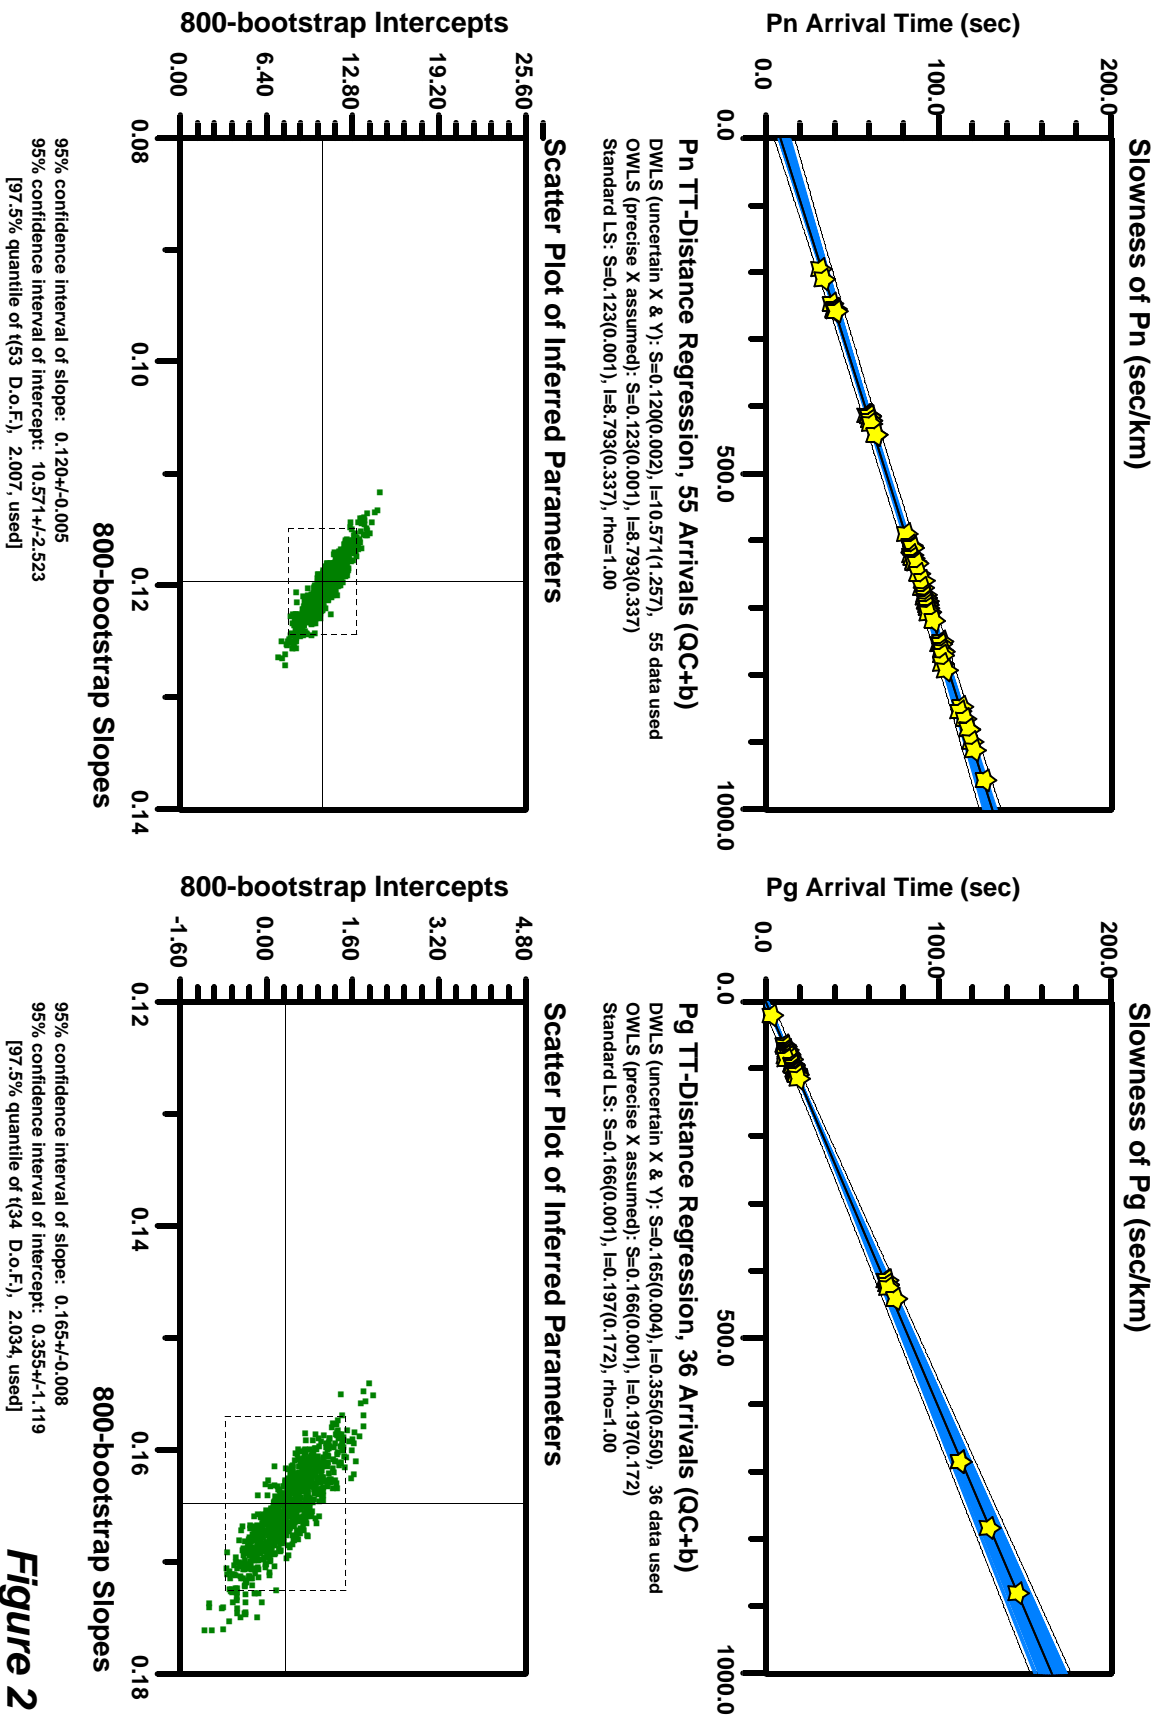 Slowness of Pn (sec/km)
Pn Arrival Time (sec)
200.0
100.0
0.0
0.0
500.0
1000.0
Pn TT-Distance Regression, 55 Arrivals (QC+b)
DWLS (uncertain X & Y): S=0.120(0.002), I=10.571(1.257), 55 data used
OWLS (precise X assumed): S=0.123(0.001), I=8.793(0.337)
Standard LS: S=0.123(0.001), I=8.793(0.337), rho=1.00
Scatter Plot of Inferred Parameters
800-bootstrap Intercepts
25.60
19.20
12.80
6.40
0.00
0.08
0.10
0.12
0.14
800-bootstrap Slopes
95% confidence interval of slope: 0.120+/-0.005
95% confidence interval of intercept: 10.571+/-2.523
[97.5% quantile of t(53 D.o.F.), 2.007, used]
Slowness of Pg (sec/km)
Pg Arrival Time (sec)
200.0
100.0
0.0
0.0
500.0
1000.0
Pg TT-Distance Regression, 36 Arrivals (QC+b)
DWLS (uncertain X & Y): S=0.165(0.004), I=0.355(0.550), 36 data used
OWLS (precise X assumed): S=0.166(0.001), I=0.197(0.172)
Standard LS: S=0.166(0.001), I=0.197(0.172), rho=1.00
Scatter Plot of Inferred Parameters
800-bootstrap Intercepts
4.80
3.20
1.60
0.00
-1.60
0.12
0.14
0.16
0.18
800-bootstrap Slopes
95% confidence interval of slope: 0.165+/-0.008
95% confidence interval of intercept: 0.355+/-1.119
[97.5% quantile of t(34 D.o.F.), 2.034, used]
Figure 2